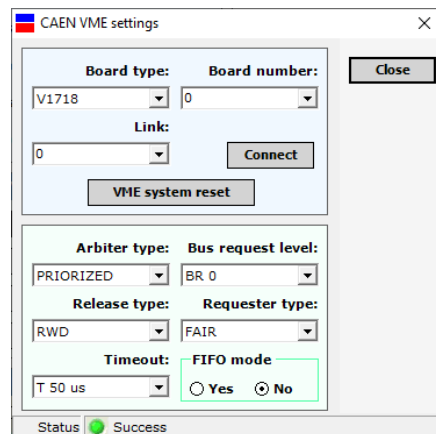 CAEN VME settings
Board type: Board number:
V1718 0
Close
Link:
0 Connect
VME system reset
Arbiter type: Bus request level:
PRIORIZED BR 0
Release type: Requester type:
RWD FAIR
Timeout: FIFO mode
T 50 us Yes No
Status Success